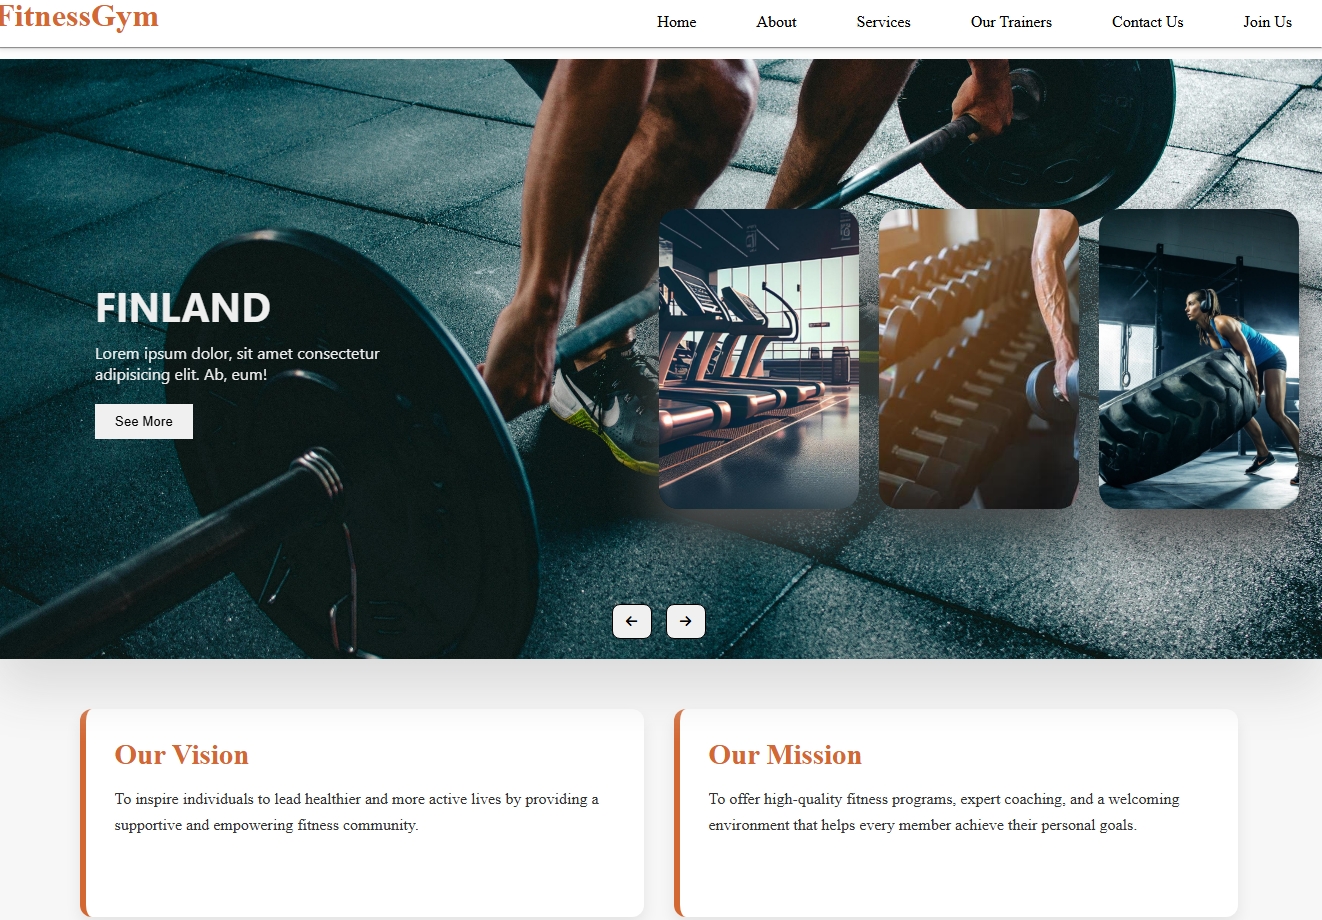 FitnessGym
Home
About
Services
Our Trainers
Contact Us
Join Us
FINLAND
Lorem ipsum dolor, sit amet consectetur
adipisicing elit. Ab, eum!
See More
Our Vision
To inspire individuals to lead healthier and more active lives by providing a
supportive and empowering fitness community.
Our Mission
To offer high-quality fitness programs, expert coaching, and a welcoming
environment that helps every member achieve their personal goals.